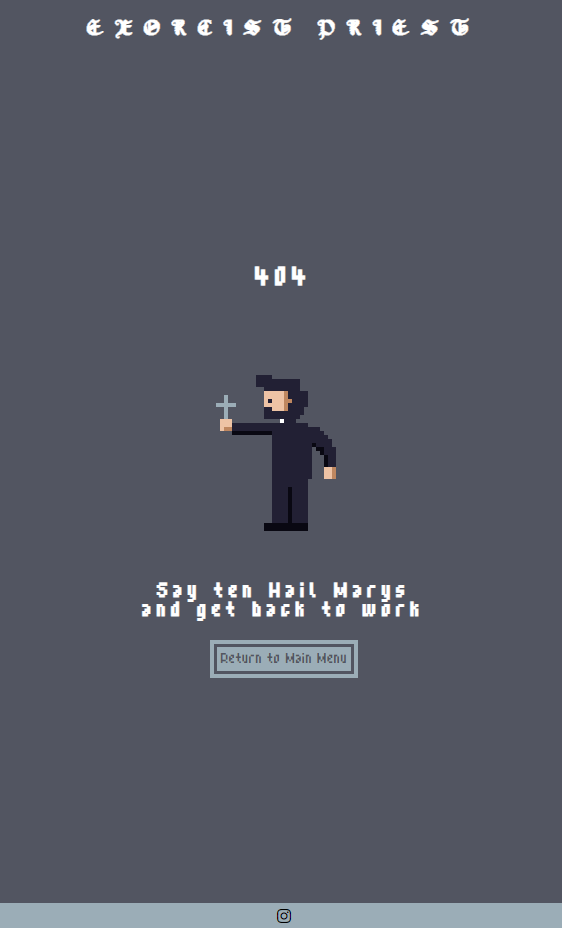 EXORCIST PRIEST
404
Say ten Hail Marys
and get back to work
Return to Main Menu